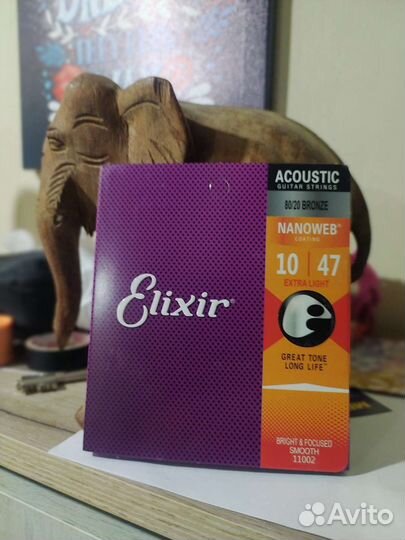 ACOUSTIC
GUITAR STRINGS
80/20 BRONZE
NANOWEB®
COATING
10 | 47
EXTRA LIGHT
Elixir®
GREAT TONE
LONG LIFE™
BRIGHT & FOCUSED
SMOOTH
11002
Avito